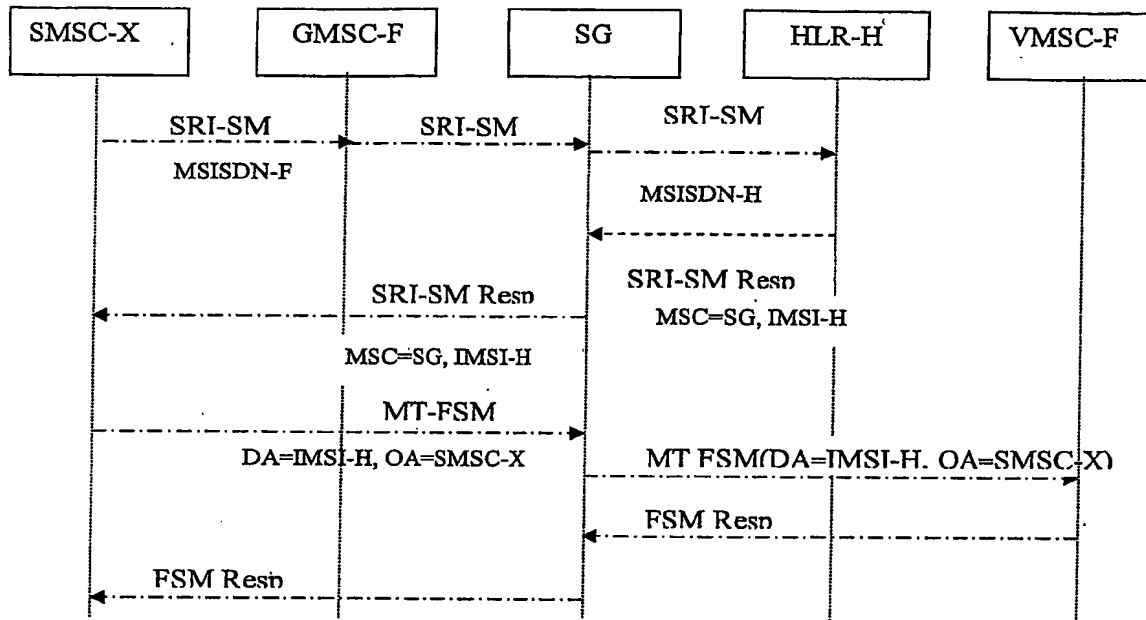 SMSC-X
GMSC-F
SG
HLR-H
VMSC-F
SRI-SM
SRI-SM
SRI-SM
MSISDN-F
MSISDN-H
SRI-SM Resp
SRI-SM Resp
MSC=SG, IMSI-H
MSC=SG, IMSI-H
MT-FSM
DA=IMSI-H, OA=SMSC-X
MT FSM(DA=IMSI-H, OA=SMSC-X)
FSM Resp
FSM Resp